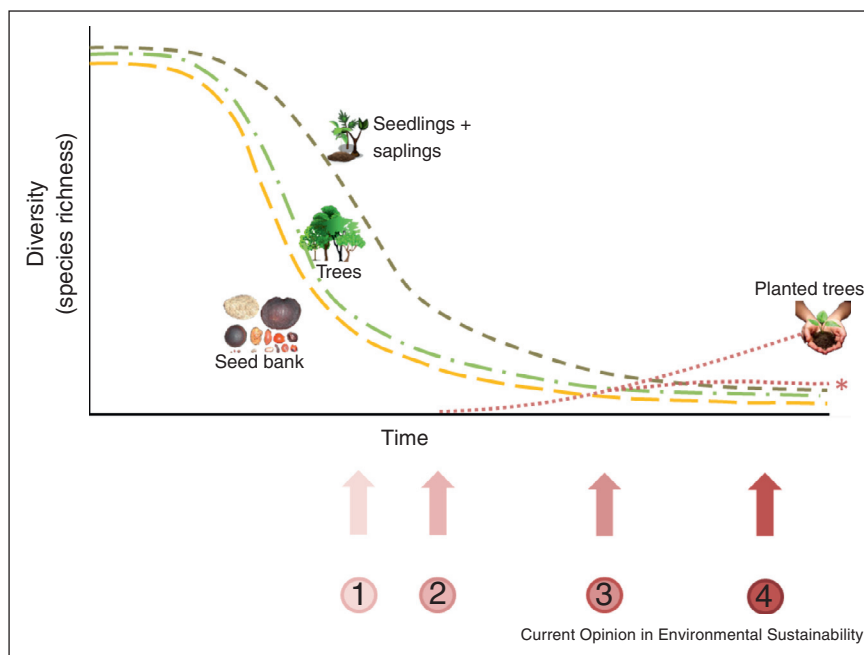 Diversity
(species richness)
Seedlings +
saplings
Trees
Seed bank
Planted trees
*
Time
1
2
3
4
Current Opinion in Environmental Sustainability